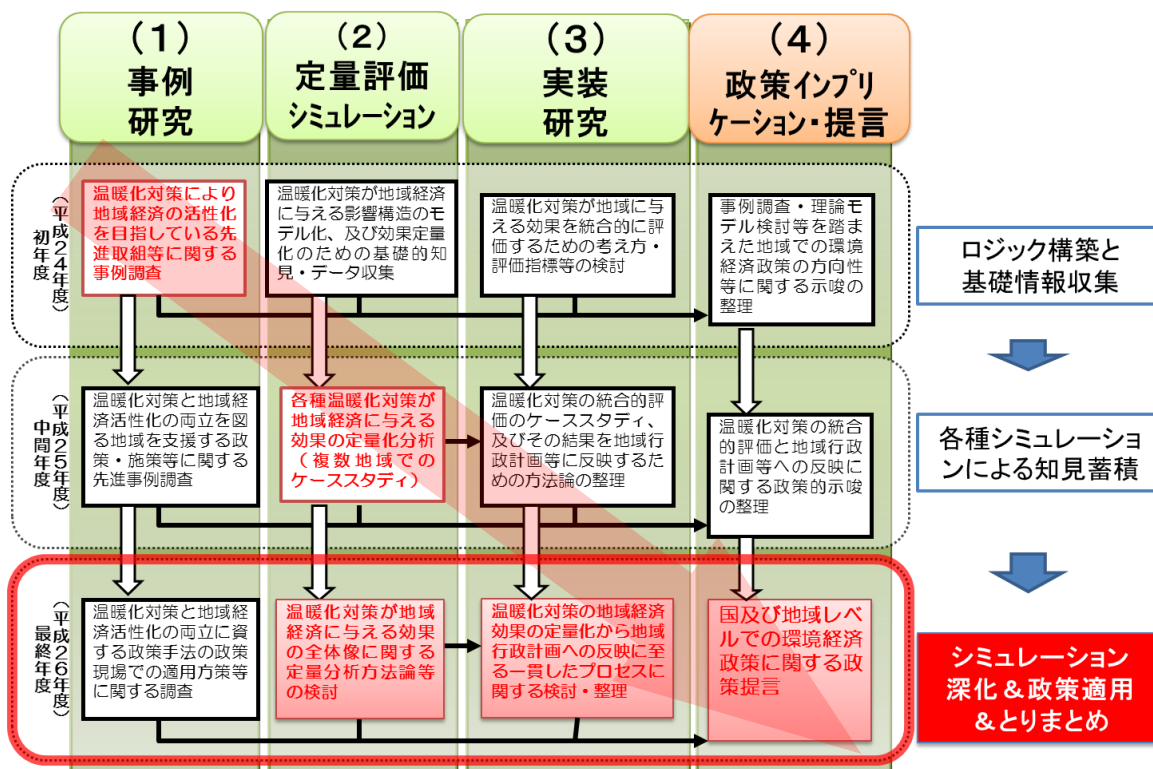 (1)
事例
研究
(2)
定量評価
シミュレーション
(3)
実装
研究
(4)
政策インプリ
ケーション・提言
初年度
(平成24年度)
温暖化対策により
地域経済の活性化
を目指している先
進取組等に関する
事例調査
温暖化対策が地域経済
に与える影響構造のモ
デル化、及び効果定量
化のための基礎的知
見・データ収集
温暖化対策が地域に与
える効果を統合的に評
価するための考え方・
評価指標等の検討
事例調査・理論モ
デル検討等を踏ま
えた地域での環境
経済政策の方向性
等に関する示唆の
整理
ロジック構築と
基礎情報収集
中間年度
(平成25年度)
温暖化対策と地域経
済活性化の両立を図
る地域を支援する政
策・施策等に関する
先進事例調査
各種温暖化対策が
地域経済に与える
効果の定量化分析
(複数地域での
ケーススタディ)
温暖化対策の統合的評
価のケーススタディ、
及びその結果を地域行
政計画等に反映するた
めの方法論の整理
温暖化対策の統合
的評価と地域行政
計画等への反映に
関する政策的示唆
の整理
各種シミュレーショ
ンによる知見蓄積
最終年度
(平成26年度)
温暖化対策と地域経
済活性化の両立に資
する政策手法の政策
現場での適用方策等
に関する調査
温暖化対策が地域
経済に与える効果
の全体像に関する
定量分析方法論等
の検討
温暖化対策の地域経済
効果の定量化から地域
行政計画への反映に至
る一貫したプロセスに
関する検討・整理
国及び地域レベ
ルでの環境経済
政策に関する政
策提言
シミュレーション
深化＆政策適用
＆とりまとめ